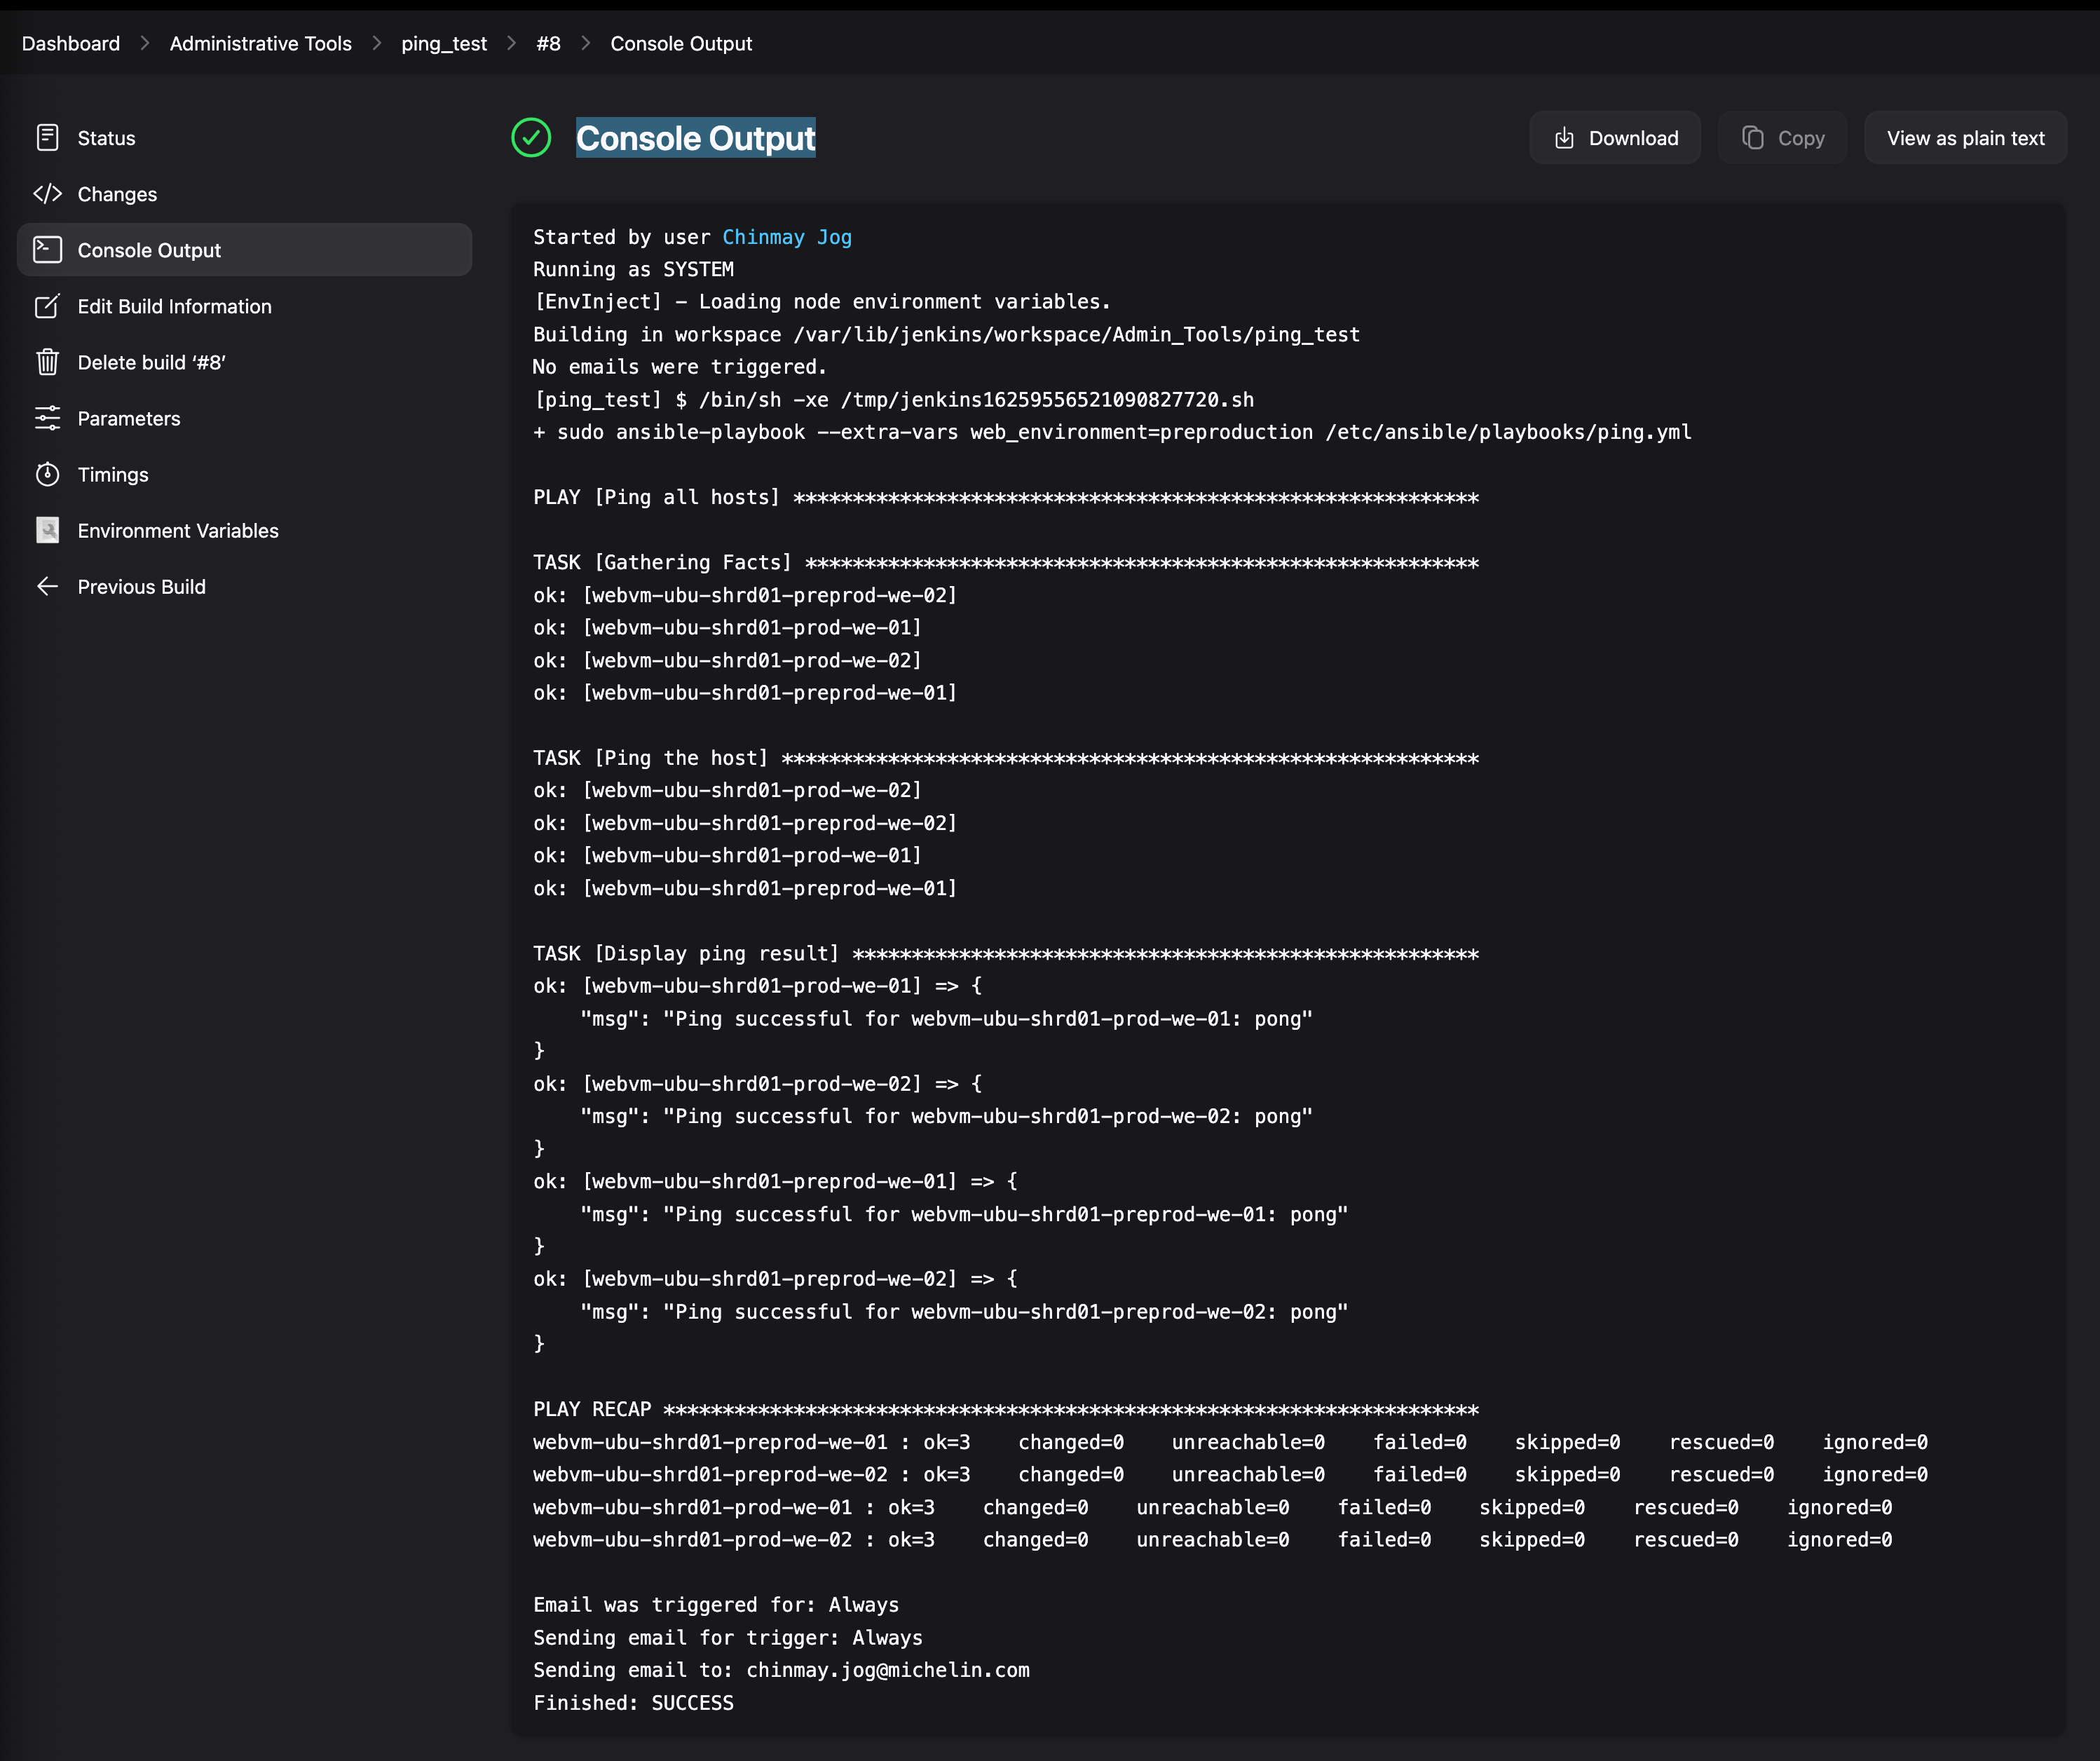 Dashboard > Administrative Tools > ping_test > #8 > Console Output
Status
Changes
Console Output
Edit Build Information
Delete build ‘#8’
Parameters
Timings
Environment Variables
Previous Build
Console Output
Download
Copy
View as plain text
Started by user Chinmay Jog
Running as SYSTEM
[EnvInject] - Loading node environment variables.
Building in workspace /var/lib/jenkins/workspace/Admin_Tools/ping_test
No emails were triggered.
[ping_test] $ /bin/sh -xe /tmp/jenkins16259556521090827720.sh
+ sudo ansible-playbook --extra-vars web_environment=preproduction /etc/ansible/playbooks/ping.yml
PLAY [Ping all hosts] **********************************************************
TASK [Gathering Facts] *********************************************************
ok: [webvm-ubu-shrd01-preprod-we-02]
ok: [webvm-ubu-shrd01-prod-we-01]
ok: [webvm-ubu-shrd01-prod-we-02]
ok: [webvm-ubu-shrd01-preprod-we-01]
TASK [Ping the host] ***********************************************************
ok: [webvm-ubu-shrd01-prod-we-02]
ok: [webvm-ubu-shrd01-preprod-we-02]
ok: [webvm-ubu-shrd01-prod-we-01]
ok: [webvm-ubu-shrd01-preprod-we-01]
TASK [Display ping result] *****************************************************
ok: [webvm-ubu-shrd01-prod-we-01] => {
    "msg": "Ping successful for webvm-ubu-shrd01-prod-we-01: pong"
}
ok: [webvm-ubu-shrd01-prod-we-02] => {
    "msg": "Ping successful for webvm-ubu-shrd01-prod-we-02: pong"
}
ok: [webvm-ubu-shrd01-preprod-we-01] => {
    "msg": "Ping successful for webvm-ubu-shrd01-preprod-we-01: pong"
}
ok: [webvm-ubu-shrd01-preprod-we-02] => {
    "msg": "Ping successful for webvm-ubu-shrd01-preprod-we-02: pong"
}
PLAY RECAP *********************************************************************
webvm-ubu-shrd01-preprod-we-01 : ok=3    changed=0    unreachable=0    failed=0    skipped=0    rescued=0    ignored=0
webvm-ubu-shrd01-preprod-we-02 : ok=3    changed=0    unreachable=0    failed=0    skipped=0    rescued=0    ignored=0
webvm-ubu-shrd01-prod-we-01 : ok=3    changed=0    unreachable=0    failed=0    skipped=0    rescued=0    ignored=0
webvm-ubu-shrd01-prod-we-02 : ok=3    changed=0    unreachable=0    failed=0    skipped=0    rescued=0    ignored=0
Email was triggered for: Always
Sending email for trigger: Always
Sending email to: chinmay.jog@michelin.com
Finished: SUCCESS